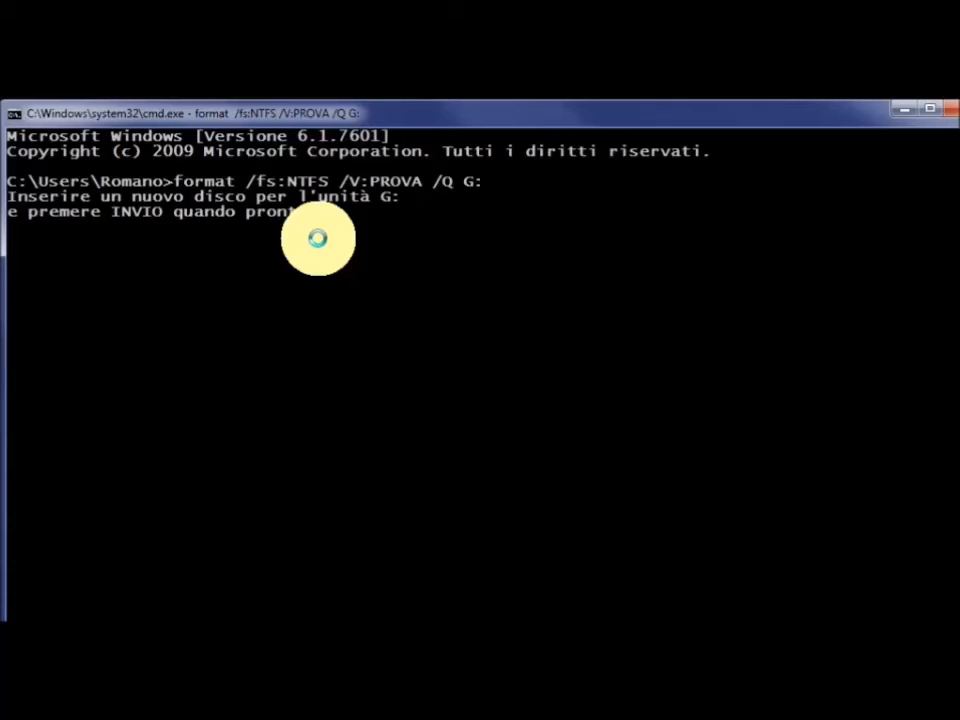 C:\Windows\system32\cmd.exe - format /fs:NTFS /V:PROVA /Q G:
Microsoft Windows [Versione 6.1.7601]
Copyright (c) 2009 Microsoft Corporation. Tutti i diritti riservati.
C:\Users\Romano>format /fs:NTFS /V:PROVA /Q G:
Inserire un nuovo disco per l'unità G:
e premere INVIO quando